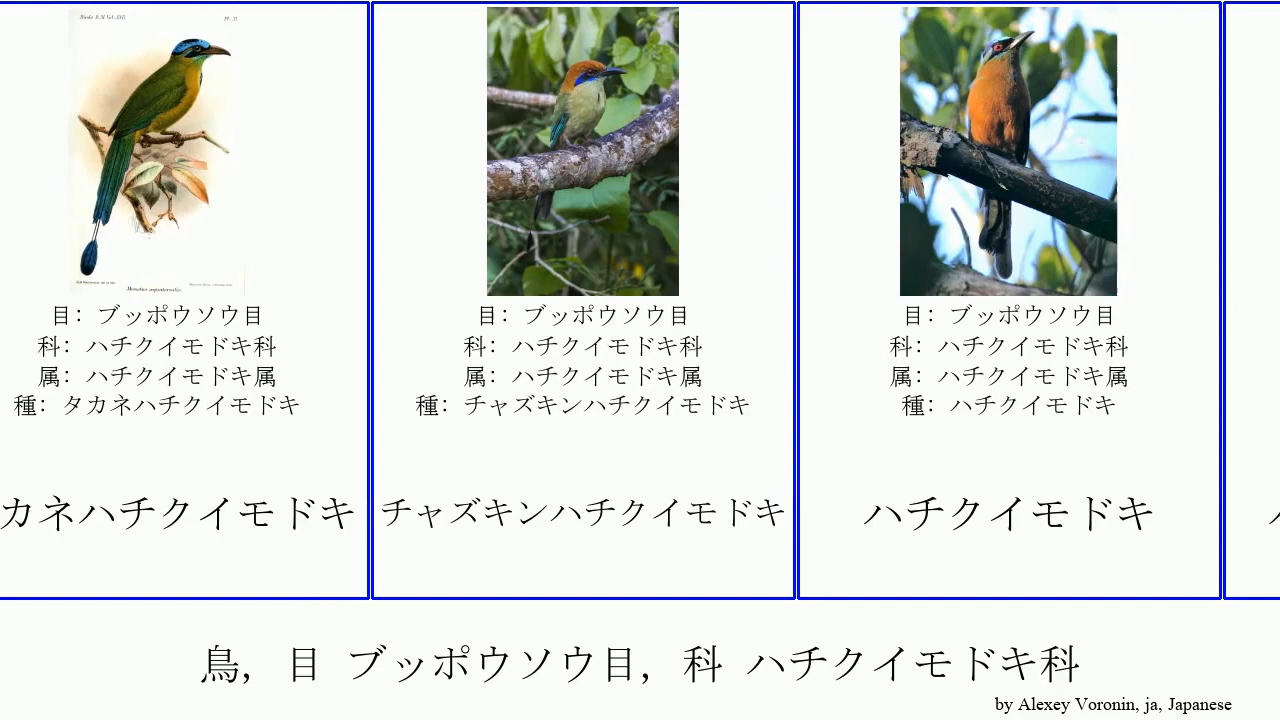 目: ブッポウソウ目
科: ハチクイモドキ科
属: ハチクイモドキ属
種: タカネハチクイモドキ
カネハチクイモドキ
目: ブッポウソウ目
科: ハチクイモドキ科
属: ハチクイモドキ属
種: チャズキンハチクイモドキ
チャズキンハチクイモドキ
目: ブッポウソウ目
科: ハチクイモドキ科
属: ハチクイモドキ属
種: ハチクイモドキ
ハチクイモドキ
鳥, 目 ブッポウソウ目, 科 ハチクイモドキ科
by Alexey Voronin, ja, Japanese